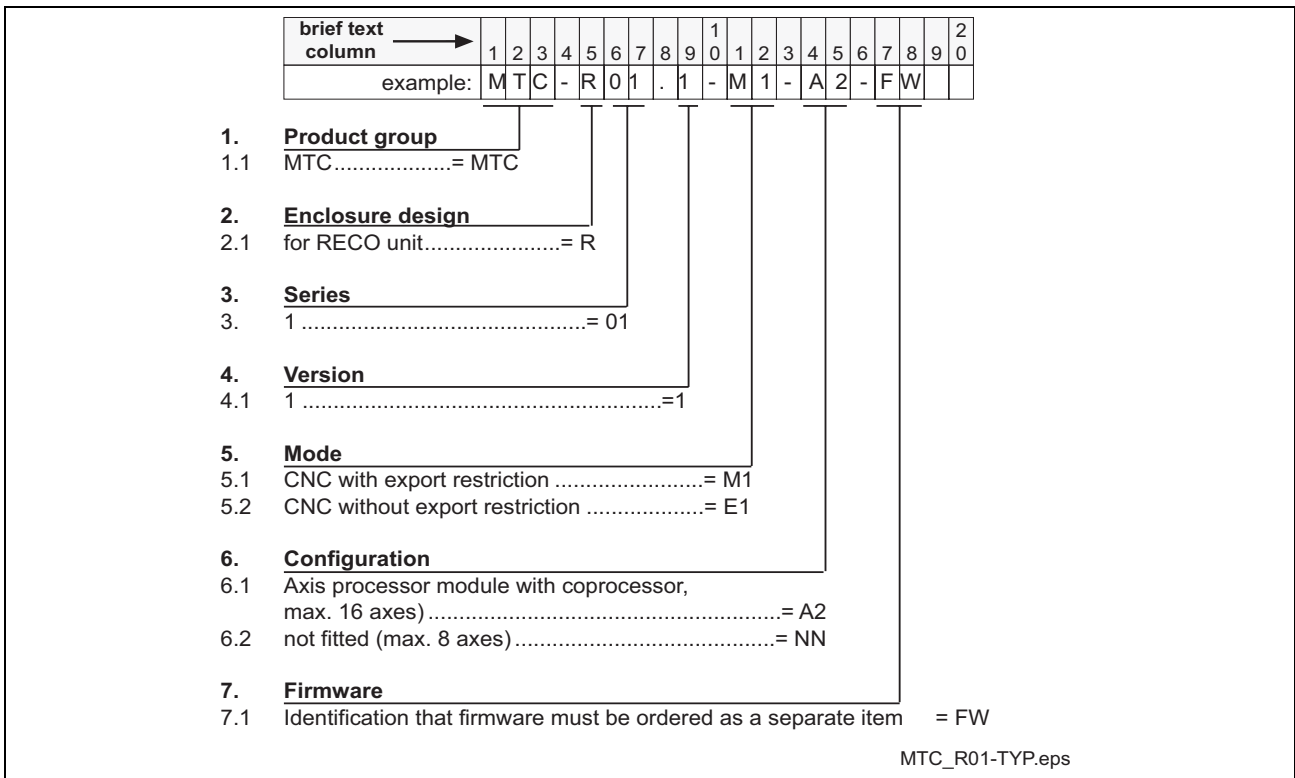 brief text 1 2
column 1 2 3 4 5 6 7 8 9 0 1 2 3 4 5 6 7 8 9 0
example: M T C - R 0 1 . 1 - M 1 - A 2 - F W
1. Product group
1.1 MTC...................= MTC
2. Enclosure design
2.1 for RECO unit......................= R
3. Series
3. 1 ..............................................= 01
4. Version
4.1 1 ..........................................................=1
5. Mode
5.1 CNC with export restriction ........................= M1
5.2 CNC without export restriction ...................= E1
6. Configuration
6.1 Axis processor module with coprocessor,
max. 16 axes) .........................................................= A2
6.2 not fitted (max. 8 axes) ..........................................= NN
7. Firmware
7.1 Identification that firmware must be ordered as a separate item = FW
MTC_R01-TYP.eps